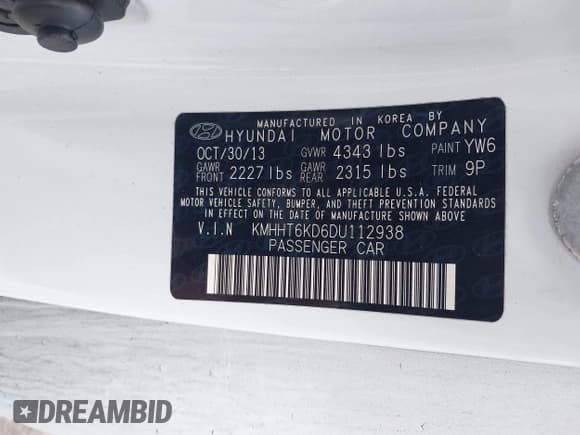 MANUFACTURED IN KOREA BY
HYUNDAI MOTOR COMPANY
OCT/30/13 GVWR 4343 lbs PAINT YW6
GAWR FRONT 2227 lbs GAWR REAR 2315 lbs TRIM 9P
THIS VEHICLE CONFORMS TO ALL APPLICABLE U.S.A. FEDERAL
MOTOR VEHICLE SAFETY, BUMPER, AND THEFT PREVENTION STANDARDS
IN EFFECT ON THE DATE OF MANUFACTURE SHOWN ABOVE
V.I.N KMHHT6KD6DU112938
PASSENGER CAR
DREAMBID